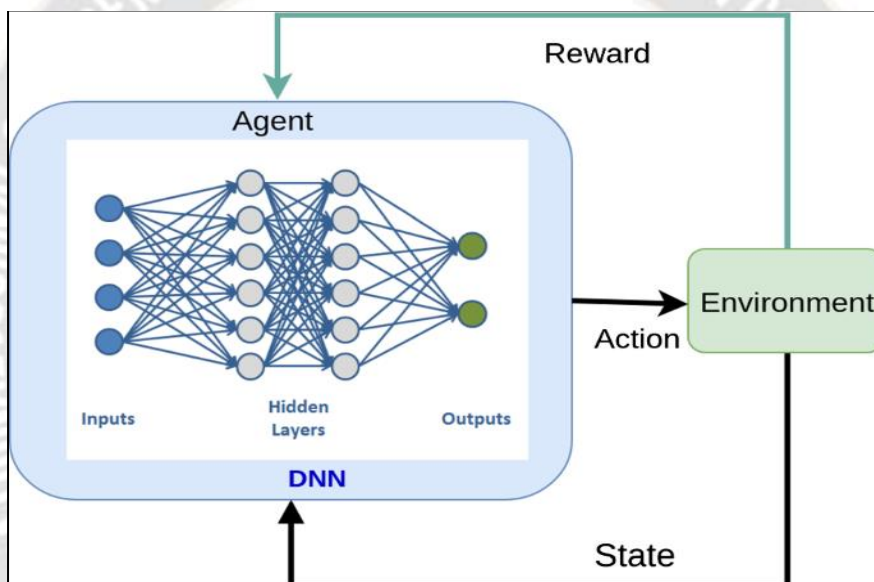 Reward
Agent
Inputs
Hidden
Layers
Outputs
DNN
Action
Environment
State